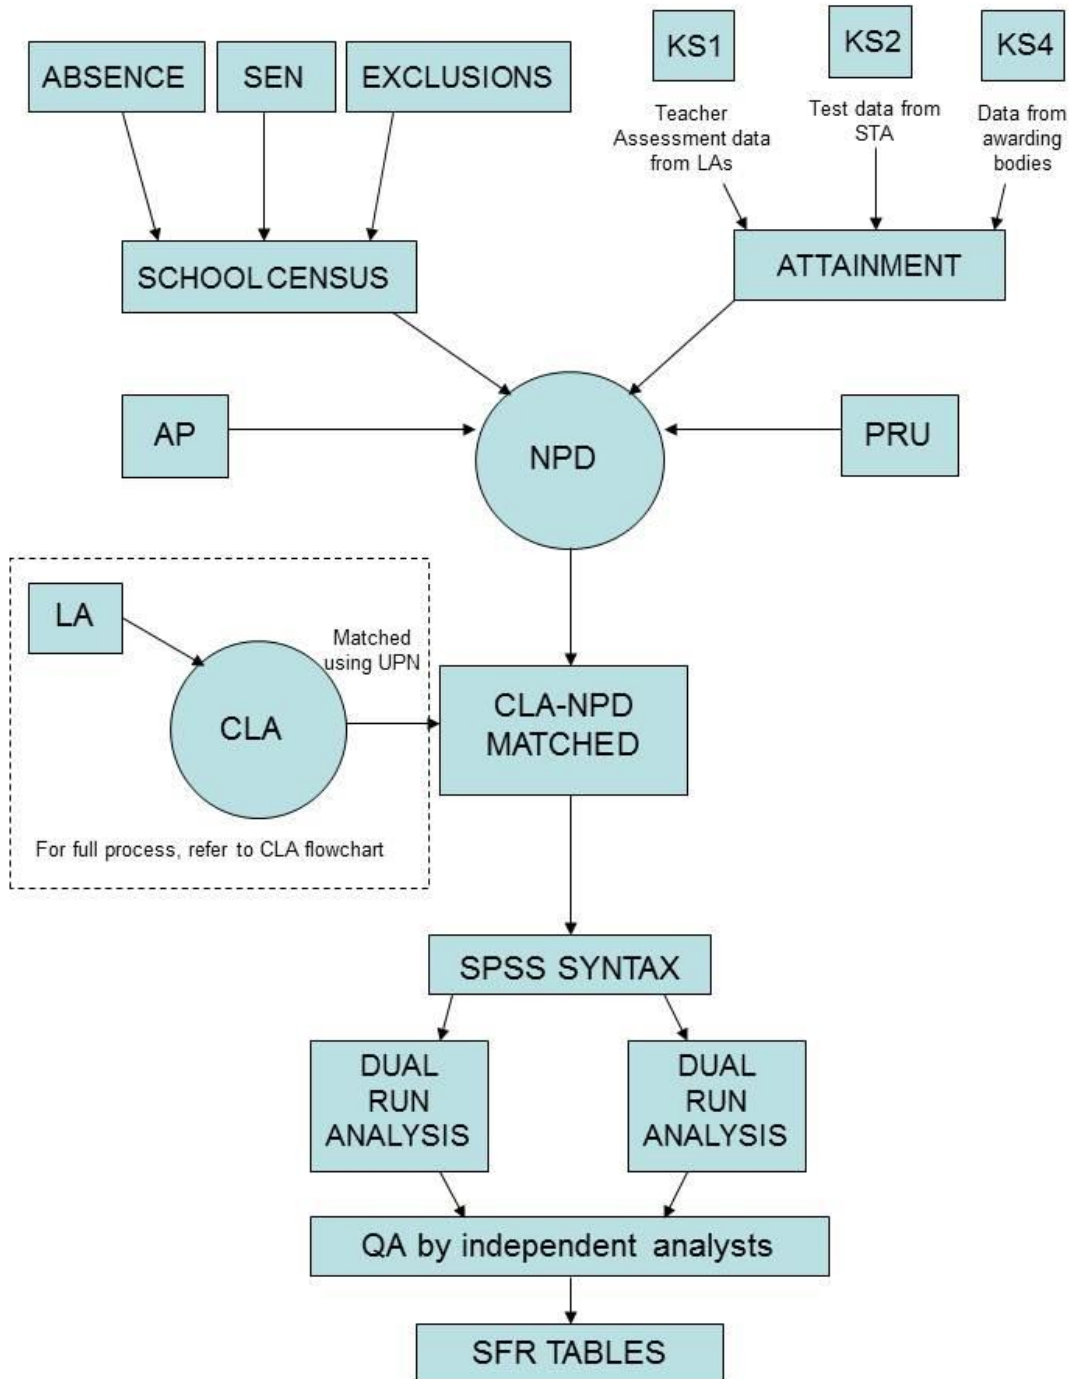 ABSENCE
SEN
EXCLUSIONS
KS1
KS2
KS4
Teacher
Assessment data
from LAs
Test data from
STA
Data from
awarding
bodies
SCHOOL CENSUS
ATTAINMENT
AP
NPD
PRU
LA
CLA
Matched
using UPN
For full process, refer to CLA flowchart
CLA-NPD
MATCHED
SPSS SYNTAX
DUAL
RUN
ANALYSIS
DUAL
RUN
ANALYSIS
QA by independent analysts
SFR TABLES